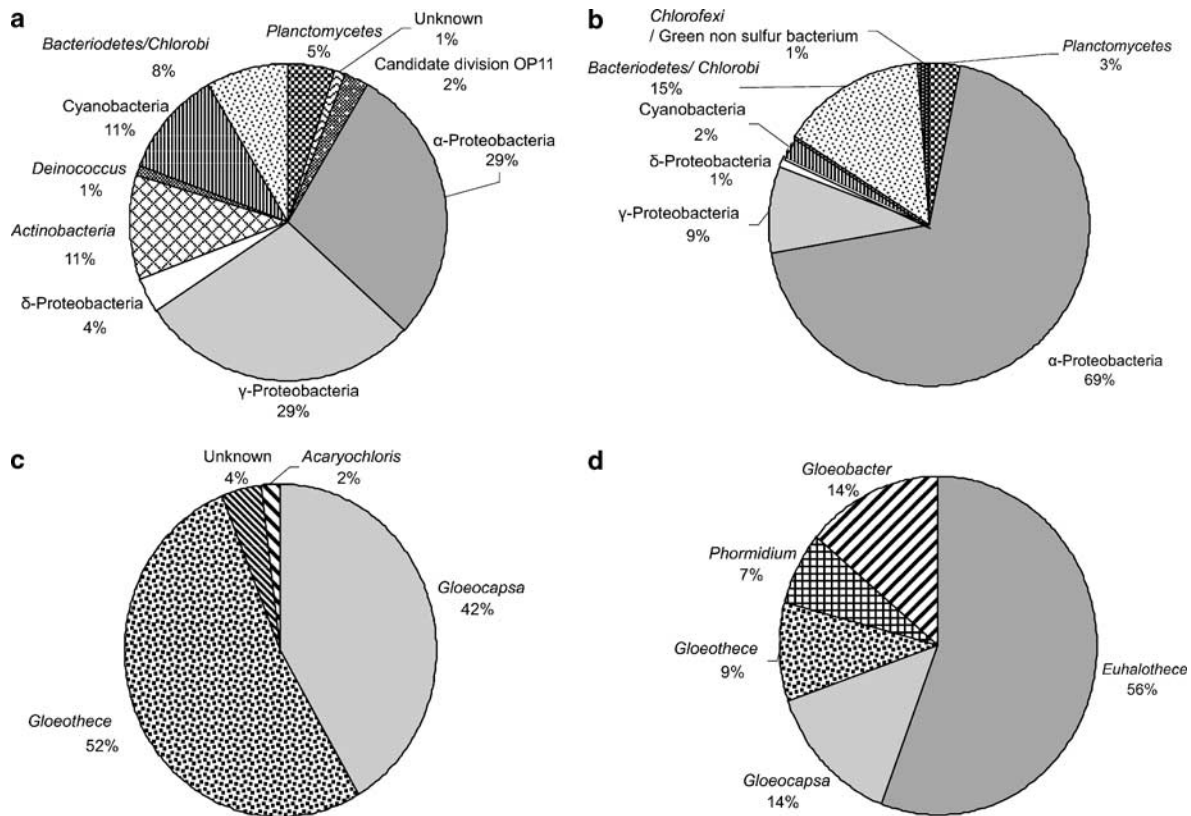 a
Bacteriodetes/Chlorobi
8%
Planctomycetes
5%
Unknown
1%
Candidate division OP11
2%
α-Proteobacteria
29%
Cyanobacteria
11%
Deinococcus
1%
Actinobacteria
11%
δ-Proteobacteria
4%
γ-Proteobacteria
29%
b
Chlorofexi
/ Green non sulfur bacterium
1%
Planctomycetes
3%
Bacteriodetes/ Chlorobi
15%
Cyanobacteria
2%
δ-Proteobacteria
1%
γ-Proteobacteria
9%
α-Proteobacteria
69%
c
Unknown
4%
Acaryochloris
2%
Gloeocapsa
42%
Gloeothece
52%
d
Gloeobacter
14%
Phormidium
7%
Gloeothece
9%
Euhalothece
56%
Gloeocapsa
14%